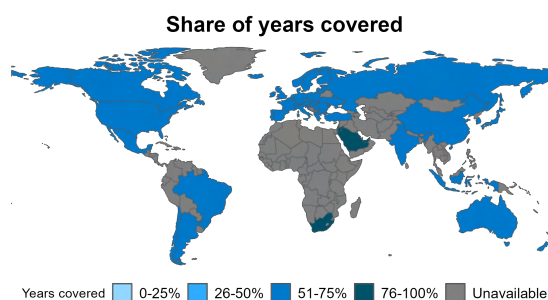 Share of years covered
Years covered 0-25% 26-50% 51-75% 76-100% Unavailable